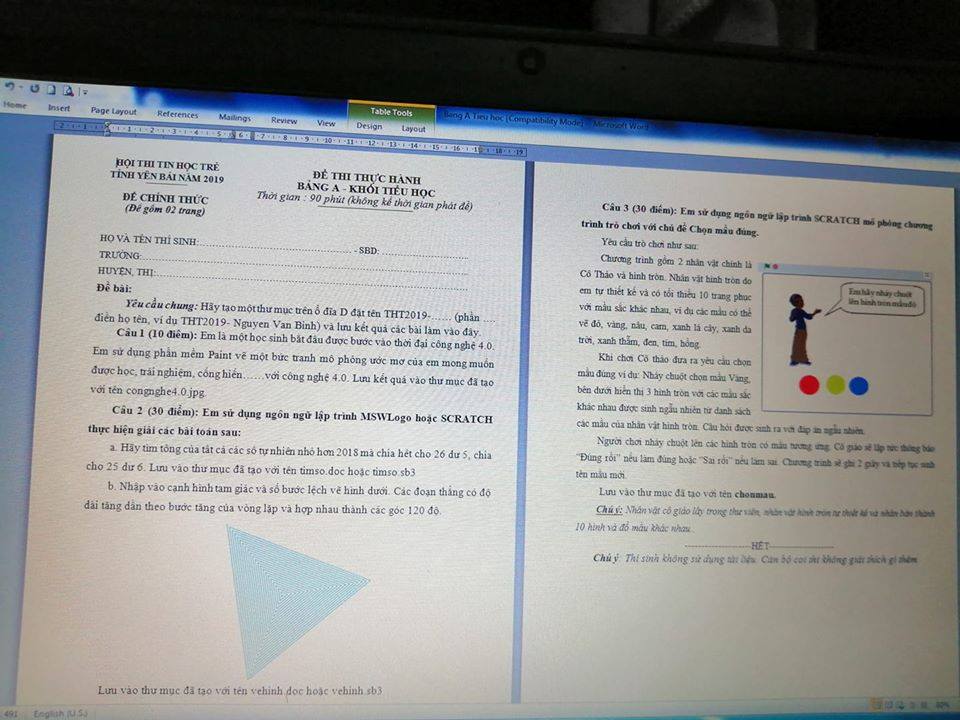 Home Insert Page Layout References Mailings Review View Design Layout
Table Tools
Bang A Tieu hoc [Compatibility Mode] - Microsoft Word
HỘI THI TIN HỌC TRẺ
TỈNH YÊN BÁI NĂM 2019
ĐỀ CHÍNH THỨC
(Đề gồm 02 trang)
ĐỀ THI THỰC HÀNH
BẢNG A - KHỐI TIỂU HỌC
Thời gian : 90 phút (không kể thời gian phát đề)
HỌ VÀ TÊN THÍ SINH: - SBD:
TRƯỜNG:
HUYỆN, THỊ:
Đề bài:
Yêu cầu chung: Hãy tạo một thư mục trên ổ đĩa D đặt tên THT2019-...... (phần ....
điền họ tên, ví dụ THT2019- Nguyen Van Binh) và lưu kết quả các bài làm vào đây.
Câu 1 (10 điểm): Em là một học sinh bắt đầu được bước vào thời đại công nghệ 4.0.
Em sử dụng phần mềm Paint vẽ một bức tranh mô phỏng ước mơ của em mong muốn
được học, trải nghiệm, cống hiến......với công nghệ 4.0. Lưu kết quả vào thư mục đã tạo
với tên congnghe4.0.jpg.
Câu 2 (30 điểm): Em sử dụng ngôn ngữ lập trình MSWLogo hoặc SCRATCH
thực hiện giải các bài toán sau:
a. Hãy tìm tổng của tất cả các số tự nhiên nhỏ hơn 2018 mà chia hết cho 26 dư 5, chia
cho 25 dư 6. Lưu vào thư mục đã tạo với tên timso.doc hoặc timso.sb3
b. Nhập vào cạnh hình tam giác và số bước lệch vẽ hình dưới. Các đoạn thẳng có độ
dài tăng dần theo bước tăng của vòng lặp và hợp nhau thành các góc 120 độ.
Lưu vào thư mục đã tạo với tên vehinh.doc hoặc vehinh.sb3
Câu 3 (30 điểm): Em sử dụng ngôn ngữ lập trình SCRATCH mô phỏng chương
trình trò chơi với chủ đề Chọn mầu đúng.
Yêu cầu trò chơi như sau:
Chương trình gồm 2 nhân vật chính là
Cô Thảo và hình tròn. Nhân vật hình tròn do
em tự thiết kế và có tối thiểu 10 trang phục
với mầu sắc khác nhau, ví dụ các mầu có thể
vẽ đỏ, vàng, nâu, cam, xanh lá cây, xanh da
trời, xanh thẫm, đen, tím, hồng.
Khi chơi Cô thảo đưa ra yêu cầu chọn
mầu đúng ví dụ: Nháy chuột chọn mầu Vàng,
bên dưới hiển thị 3 hình tròn với các mầu sắc
khác nhau được sinh ngẫu nhiên từ danh sách
các mầu của nhân vật hình tròn. Câu hỏi được sinh ra với đáp án ngẫu nhiên.
Em hãy nháy chuột
lên hình tròn mầu đỏ
Người chơi nháy chuột lên các hình tròn có mầu tương ứng. Cô giáo sẽ lập tức thông báo
"Đúng rồi" nếu làm đúng hoặc "Sai rồi" nếu làm sai. Chương trình sẽ ghi 2 giây và tiếp tục sinh
tên mầu mới.
Lưu vào thư mục đã tạo với tên chonmau.
Chú ý: Nhân vật cô giáo lấy trong thư viện, nhân vật hình tròn tự thiết kế và nhân bản thành
10 hình và đổ mầu khác nhau.
HẾT
Chú ý: Thí sinh không sử dụng tài liệu. Cán bộ coi thi không giải thích gì thêm
491 English (U.S.)